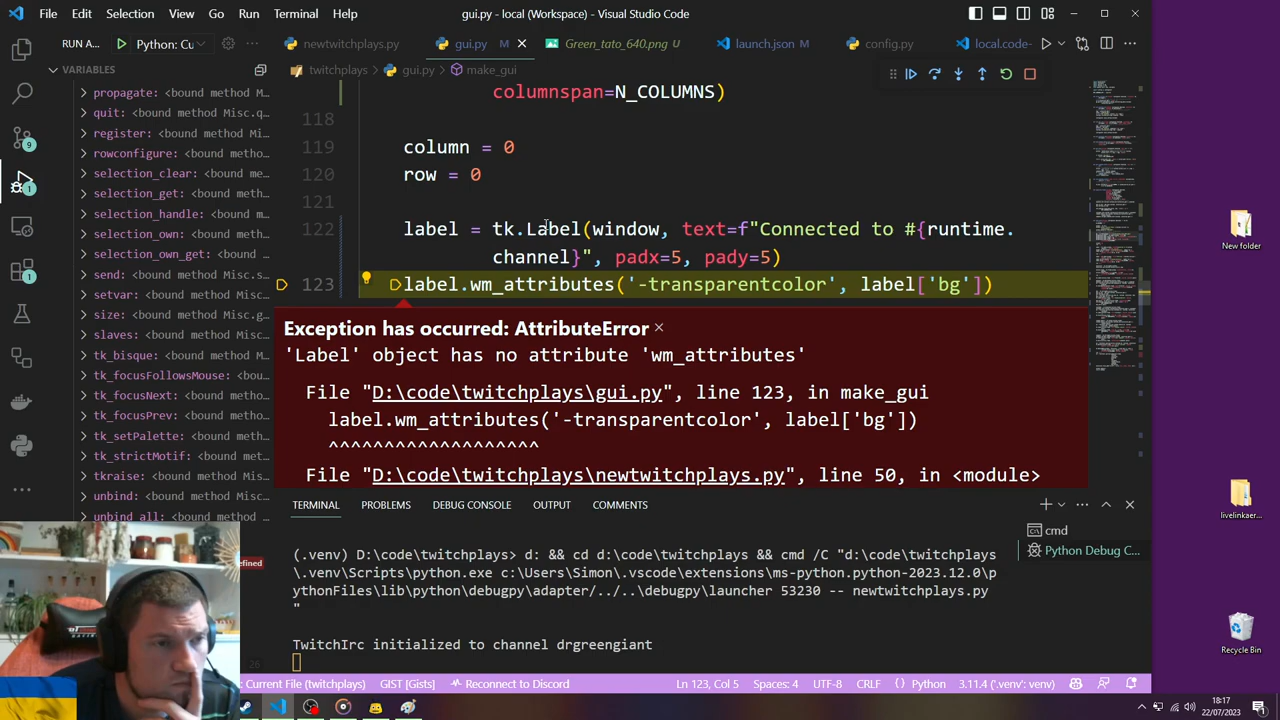 File Edit Selection View Go Run Terminal Help
gui.py - local (Workspace) - Visual Studio Code
RUN A... Python: Cu
newtwitchplays.py gui.py M Green_tato_640.png U launch.json M config.py local.code-
VARIABLES
twitchplays > gui.py > make_gui
propagate: <bound method M...
quit: <bound method Misc.q...
register: <bound method Mi...
rowconfigure: <bound metho...
selection_clear: <bound m...
selection_get: <bound meth...
selection_handle: <bound m...
selection_own: <bound meth...
selection_own_get: <bound...
send: <bound method Misc.s...
setvar: <bound method Misc...
size: <bound method Misc.g...
slaves: <bound method Misc...
tk_bisque: <bound method M...
tk_focusFollowsMouse: <bou...
tk_focusNext: <bound metho...
tk_focusPrev: <bound metho...
tk_setPalette: <bound meth...
tk_strictMotif: <bound met...
tkraise: <bound method Mis...
unbind: <bound method Misc...
unbind_all: <bound method...
columnspan=N_COLUMNS)
118
column = 0
row = 0
121
label = tk.Label(window, text=f"Connected to #{runtime.
channel}", padx=5, pady=5)
label.wm_attributes('-transparentcolor', label['bg'])
Exception has occurred: AttributeError
'Label' object has no attribute 'wm_attributes'
File "D:\code\twitchplays\gui.py", line 123, in make_gui
label.wm_attributes('-transparentcolor', label['bg'])
^^^^^^^^^^^^^^^^^^^
File "D:\code\twitchplays\newtwitchplays.py", line 50, in <module>
TERMINAL PROBLEMS DEBUG CONSOLE OUTPUT COMMENTS
cmd
Python Debug C...
(.venv) D:\code\twitchplays> d: && cd d:\code\twitchplays && cmd /C "d:\code\twitchplays
\.venv\Scripts\python.exe c:\Users\Simon\.vscode\extensions\ms-python.python-2023.12.0\p
ythonFiles\lib\python\debugpy\adapter/../..\debugpy\launcher 53230 -- newtwitchplays.py
"
TwitchIrc initialized to channel drgreengiant
: Current File (twitchplays) GIST [Gists] Reconnect to Discord Ln 123, Col 5 Spaces: 4 UTF-8 CRLF Python 3.11.4 ('.venv': venv)
New folder
livelinkaer...
Recycle Bin
18:17
22/07/2023